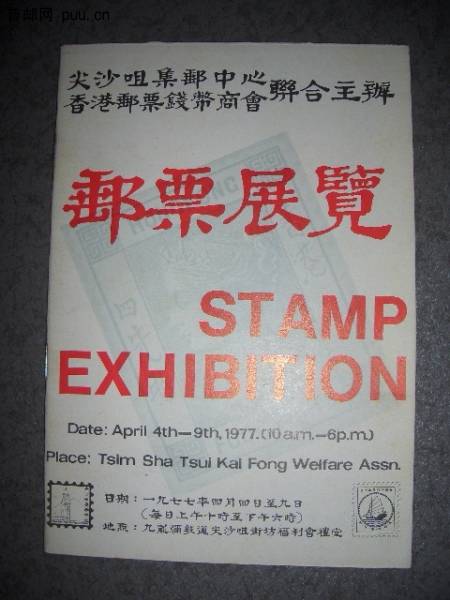 首邮网 puu.cn
尖沙咀集郵中心
香港郵票錢幣商會
聯合主辦
郵票展覽
STAMP
EXHIBITION
Date: April 4th—9th, 1977. (10 a.m.—6 p.m.)
Place: Tsim Sha Tsui Kai Fong Welfare Assn.
日期：一九七七年四月四日至九日
（每日上午十時至下午六時）
地點：九龍彌敦道尖沙咀街坊福利會禮堂
HONG KONG